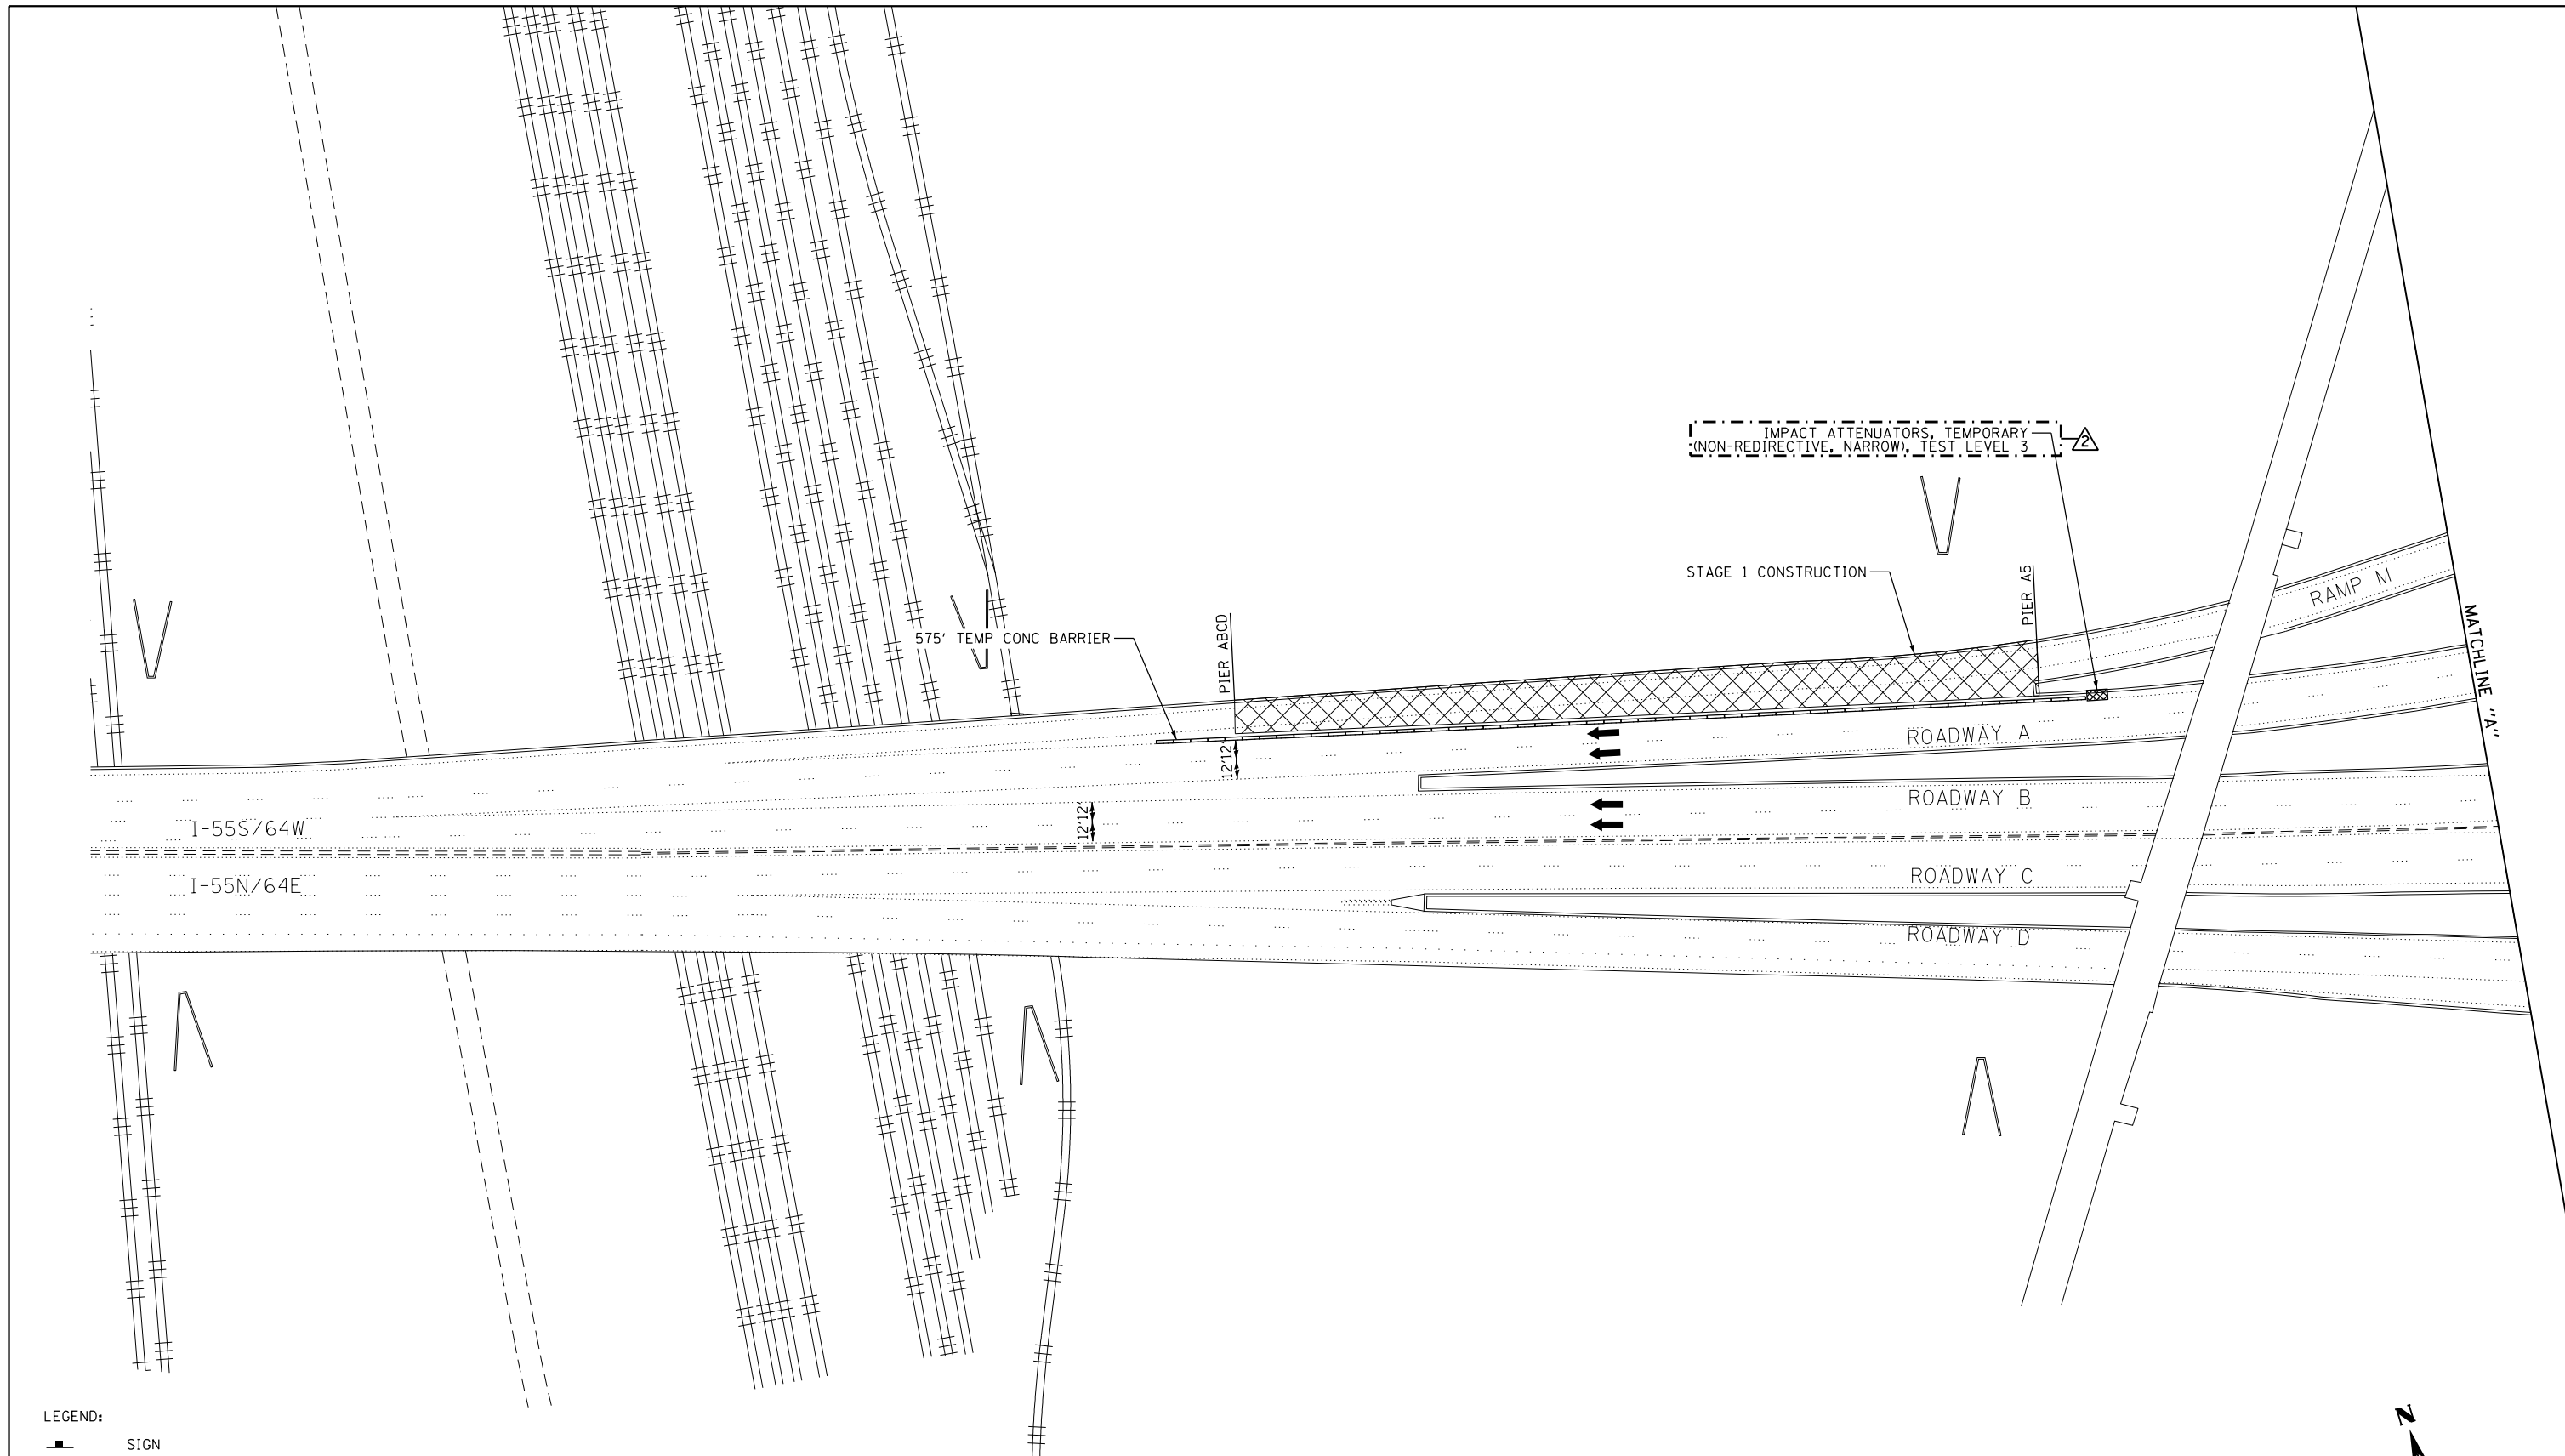 IMPACT ATTENUATORS, TEMPORARY
(NON-REDIRECTIVE, NARROW), TEST LEVEL 3
2
STAGE 1 CONSTRUCTION
PIER A5
RAMP M
575' TEMP CONC BARRIER
PIER ABCD
MATCHLINE "A"
12'12'
ROADWAY A
ROADWAY B
12'12'
I-55S/64W
ROADWAY C
I-55N/64E
ROADWAY D
LEGEND:
SIGN
N